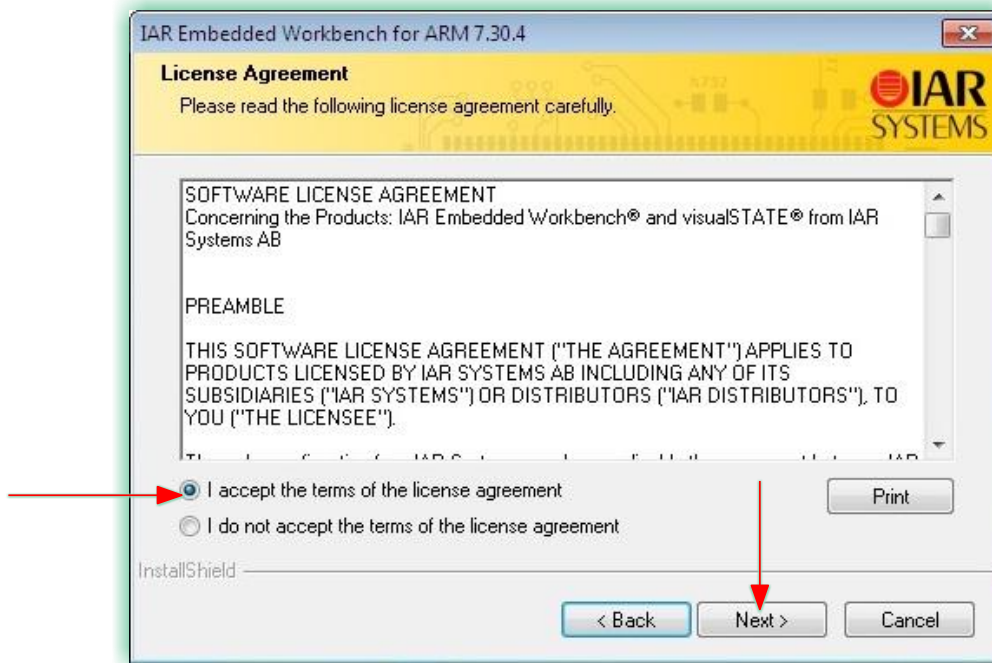 IAR Embedded Workbench for ARM 7.30.4
License Agreement
Please read the following license agreement carefully.
IAR
SYSTEMS
SOFTWARE LICENSE AGREEMENT
Concerning the Products: IAR Embedded Workbench® and visualSTATE® from IAR
Systems AB
PREAMBLE
THIS SOFTWARE LICENSE AGREEMENT ("THE AGREEMENT") APPLIES TO
PRODUCTS LICENSED BY IAR SYSTEMS AB INCLUDING ANY OF ITS
SUBSIDIARIES ("IAR SYSTEMS") OR DISTRIBUTORS ("IAR DISTRIBUTORS"), TO
YOU ("THE LICENSEE").
I accept the terms of the license agreement
Print
I do not accept the terms of the license agreement
InstallShield
< Back
Next >
Cancel